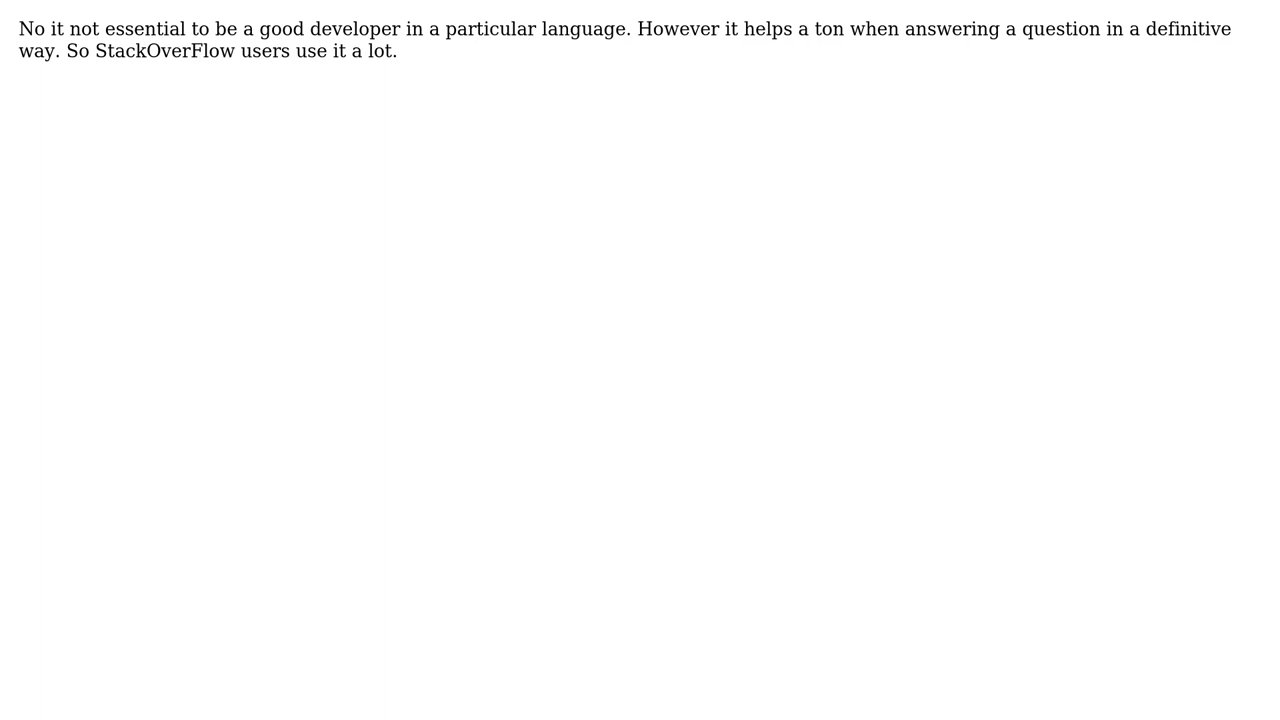 No it not essential to be a good developer in a particular language. However it helps a ton when answering a question in a definitive
way. So StackOverFlow users use it a lot.